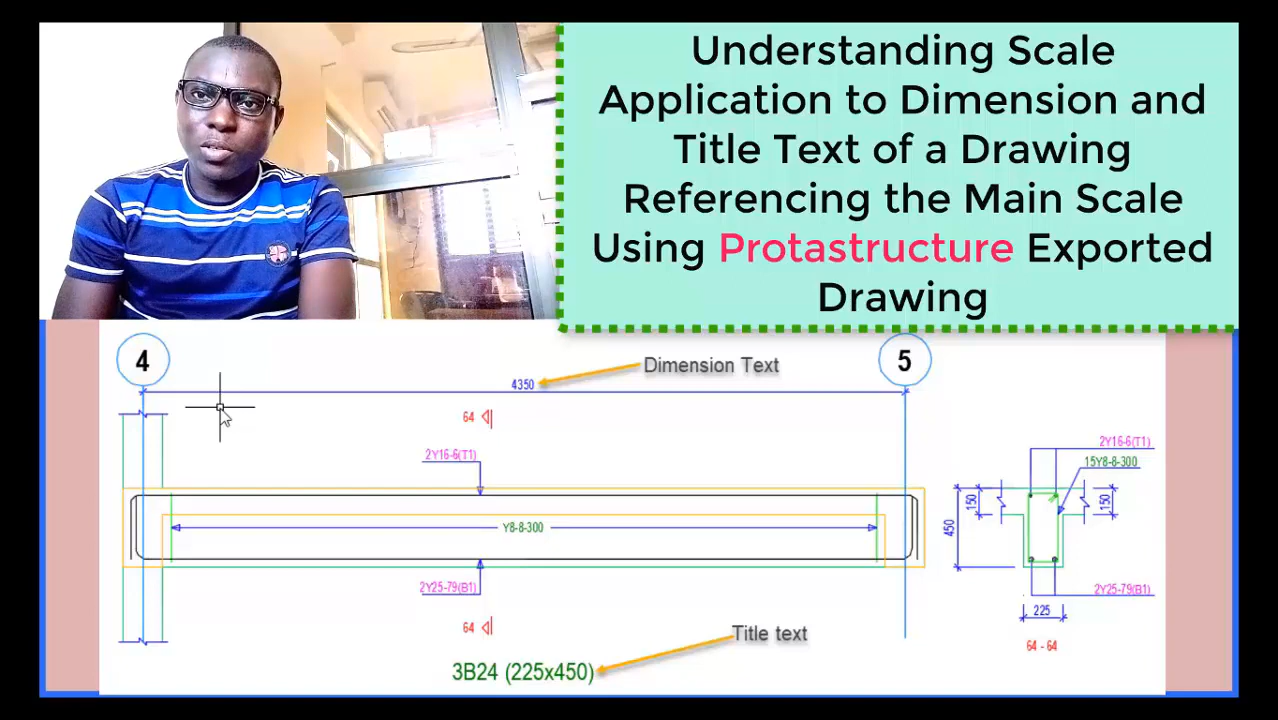 Understanding Scale
Application to Dimension and
Title Text of a Drawing
Referencing the Main Scale
Using Protastructure Exported
Drawing
4
5
Dimension Text
4350
64
2Y16-6(T1)
Y8-8-300
2Y25-79(B1)
64
Title text
3B24 (225x450)
2Y16-6(T1)
15Y8-8-300
150
150
450
2Y25-79(B1)
225
64 - 64